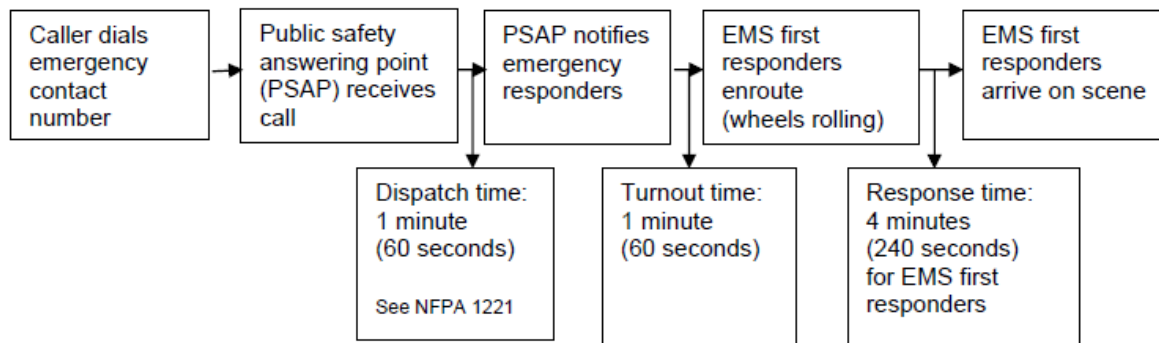 Caller dials
emergency
contact
number
Public safety
answering point
(PSAP) receives
call
PSAP notifies
emergency
responders
EMS first
responders
enroute
(wheels rolling)
EMS first
responders
arrive on scene
Dispatch time:
1 minute
(60 seconds)
See NFPA 1221
Turnout time:
1 minute
(60 seconds)
Response time:
4 minutes
(240 seconds)
for EMS first
responders